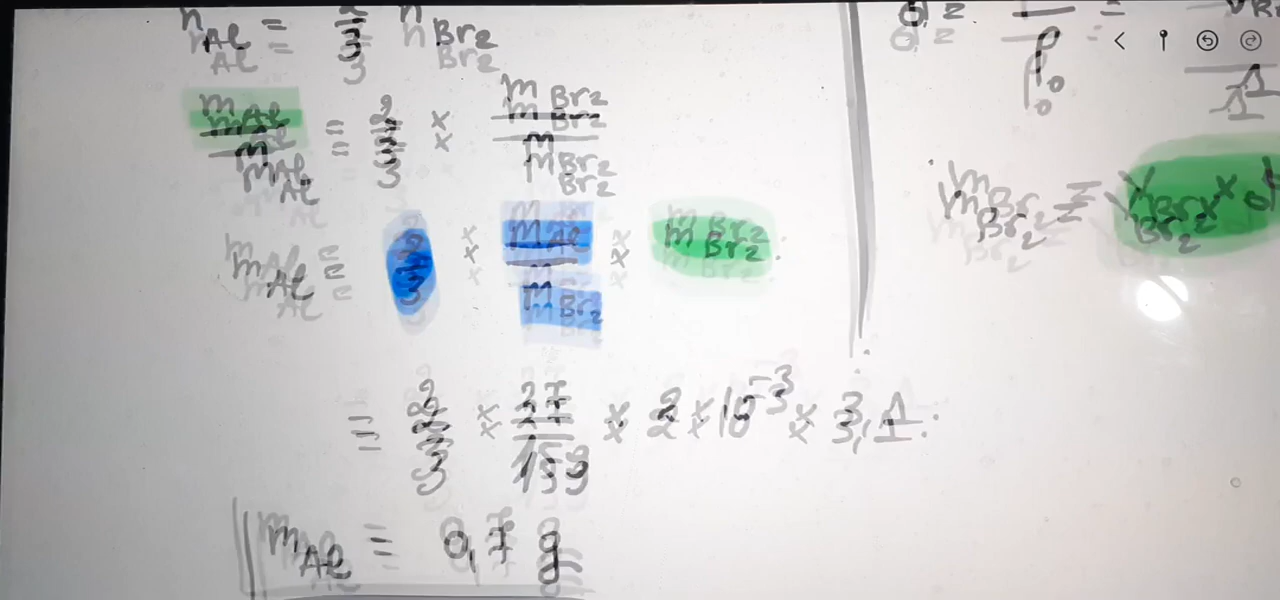 n_Al = 2/3 n_Br2
m_Al/M_Al = 2/3 × m_Br2/M_Br2
m_Al = 2/3 × M_Al/M_Br2 × m_Br2
= 2/3 × 27/159 × 2×10^-3 × 3,1
m_Al = 0,7 g
m_Br2 = V_Br2 × d